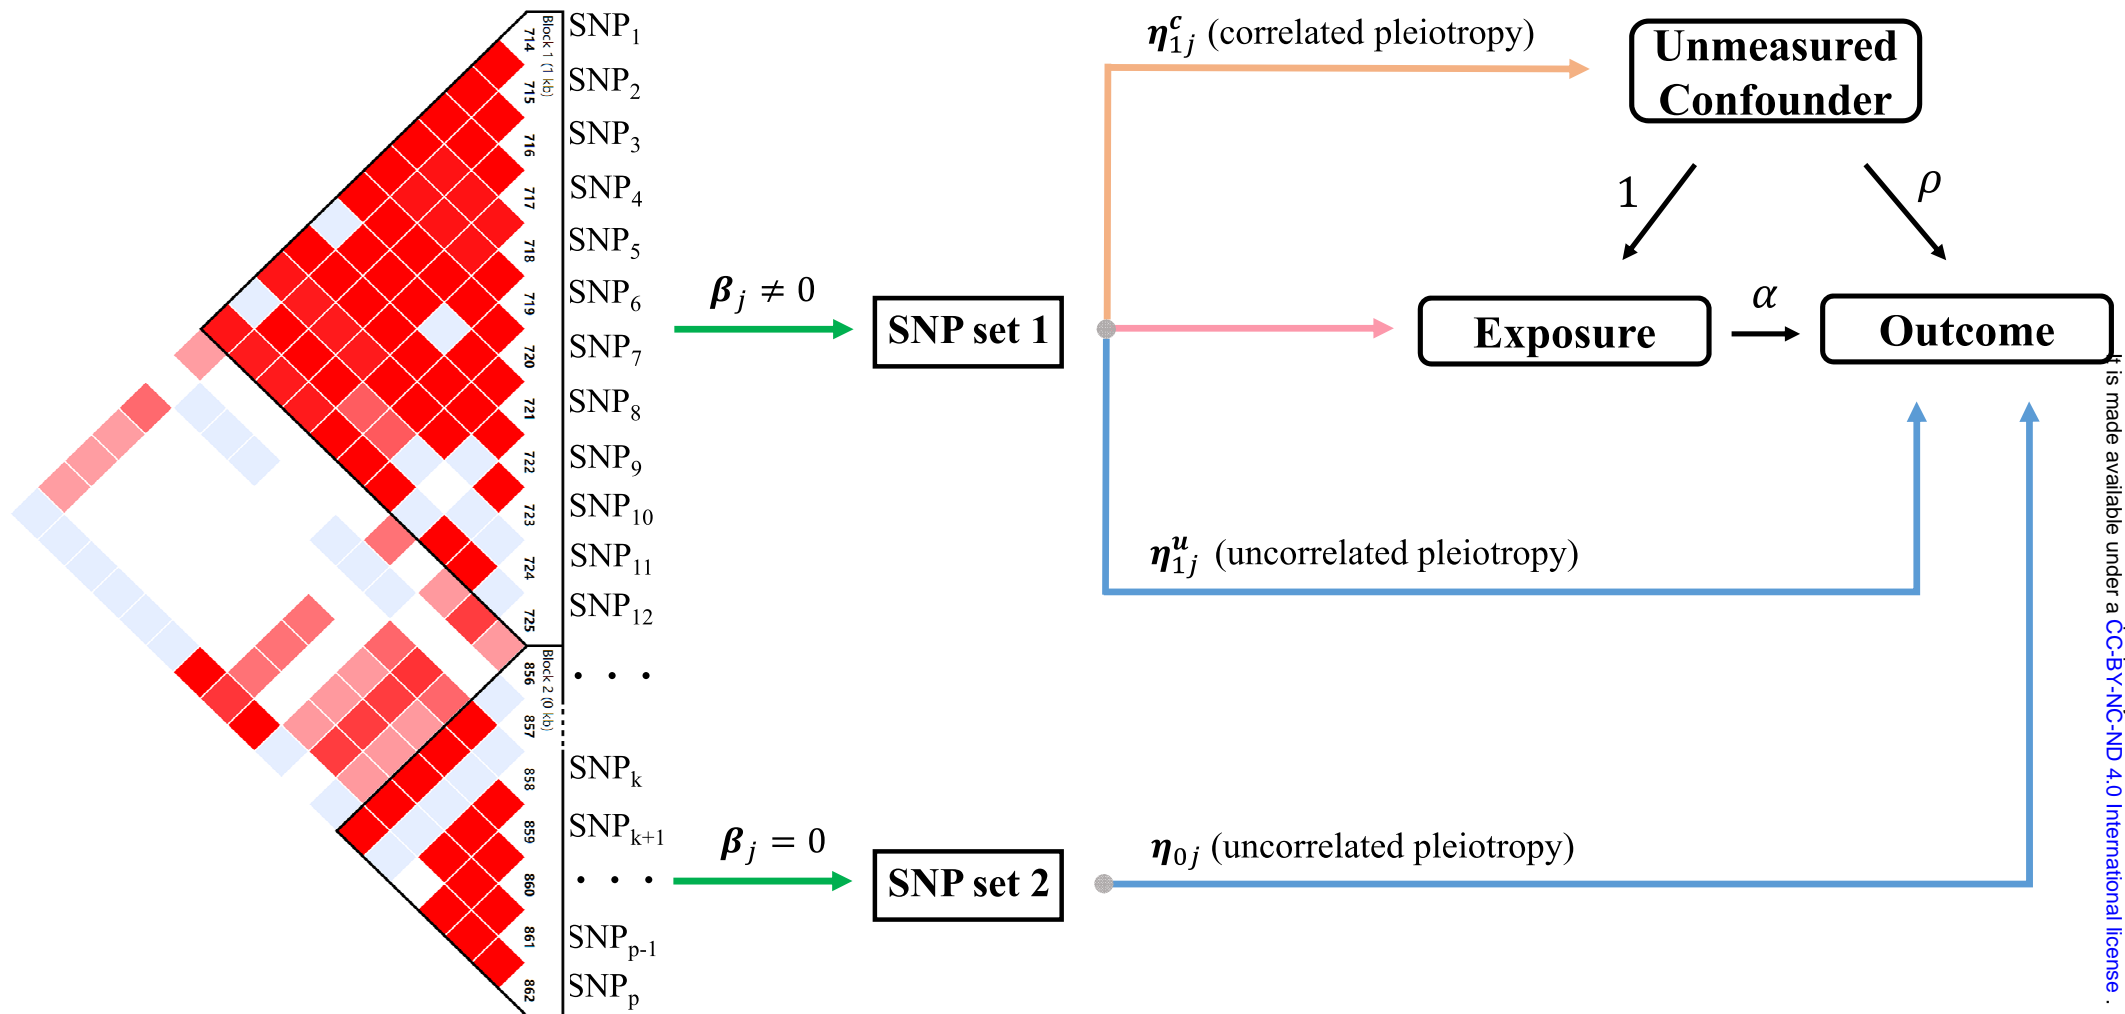 Block 1 (1 kb)
714
715
716
717
718
719
720
721
722
723
724
725
Block 2 (0 kb)
856
857
858
859
860
861
862
SNP₁
SNP₂
SNP₃
SNP₄
SNP₅
SNP₆
SNP₇
SNP₈
SNP₉
SNP₁₀
SNP₁₁
SNP₁₂
· · ·
SNPₖ
SNPₖ₊₁
· · ·
SNPₚ₋₁
SNPₚ
βⱼ ≠ 0
SNP set 1
βⱼ = 0
SNP set 2
η₁ⱼᶜ (correlated pleiotropy)
Unmeasured
Confounder
1
ρ
Exposure
α
Outcome
η₁ⱼᵘ (uncorrelated pleiotropy)
η₀ⱼ (uncorrelated pleiotropy)
It is made available under a CC-BY-NC-ND 4.0 International license .